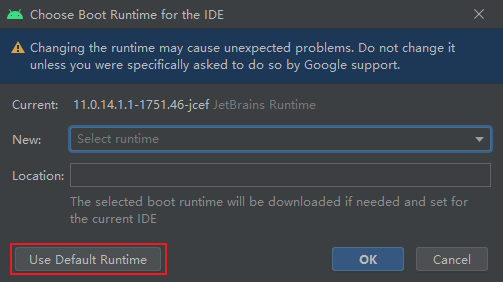 Choose Boot Runtime for the IDE
Changing the runtime may cause unexpected problems. Do not change it
unless you were specifically asked to do so by Google support.
Current: 11.0.14.1.1-1751.46-jcef JetBrains Runtime
New: Select runtime
Location:
The selected boot runtime will be downloaded if needed and set for
the current IDE
Use Default Runtime OK Cancel